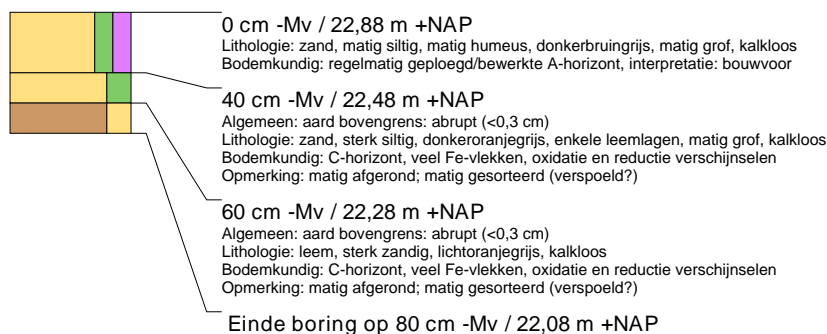 0 cm -Mv / 22,88 m +NAP
Lithologie: zand, matig siltig, matig humeus, donkerbruingrijs, matig grof, kalkloos
Bodemkundig: regelmatig geploegd/bewerkte A-horizont, interpretatie: bouwvoor
40 cm -Mv / 22,48 m +NAP
Algemeen: aard bovengrens: abrupt (<0,3 cm)
Lithologie: zand, sterk siltig, donkeroranjegrijs, enkele leemlagen, matig grof, kalkloos
Bodemkundig: C-horizont, veel Fe-vlekken, oxidatie en reductie verschijnselen
Opmerking: matig afgerond; matig gesorteerd (verspoeld?)
60 cm -Mv / 22,28 m +NAP
Algemeen: aard bovengrens: abrupt (<0,3 cm)
Lithologie: leem, sterk zandig, lichtoranjegrijs, kalkloos
Bodemkundig: C-horizont, veel Fe-vlekken, oxidatie en reductie verschijnselen
Opmerking: matig afgerond; matig gesorteerd (verspoeld?)
Einde boring op 80 cm -Mv / 22,08 m +NAP